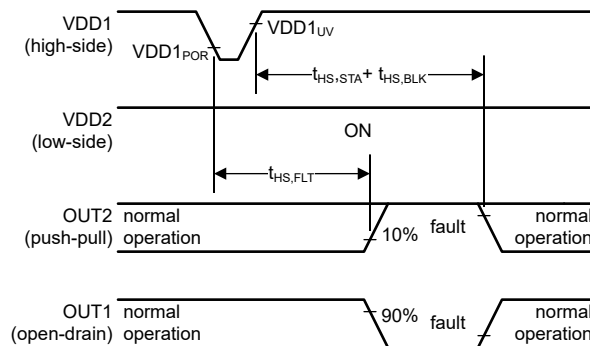 VDD1
(high-side)
VDD1UV
VDD1POR
tHS,STA+ tHS,BLK
VDD2
(low-side)
ON
tHS,FLT
OUT2
(push-pull)
normal
operation
10%
fault
normal
operation
OUT1
(open-drain)
normal
operation
90%
fault
normal
operation